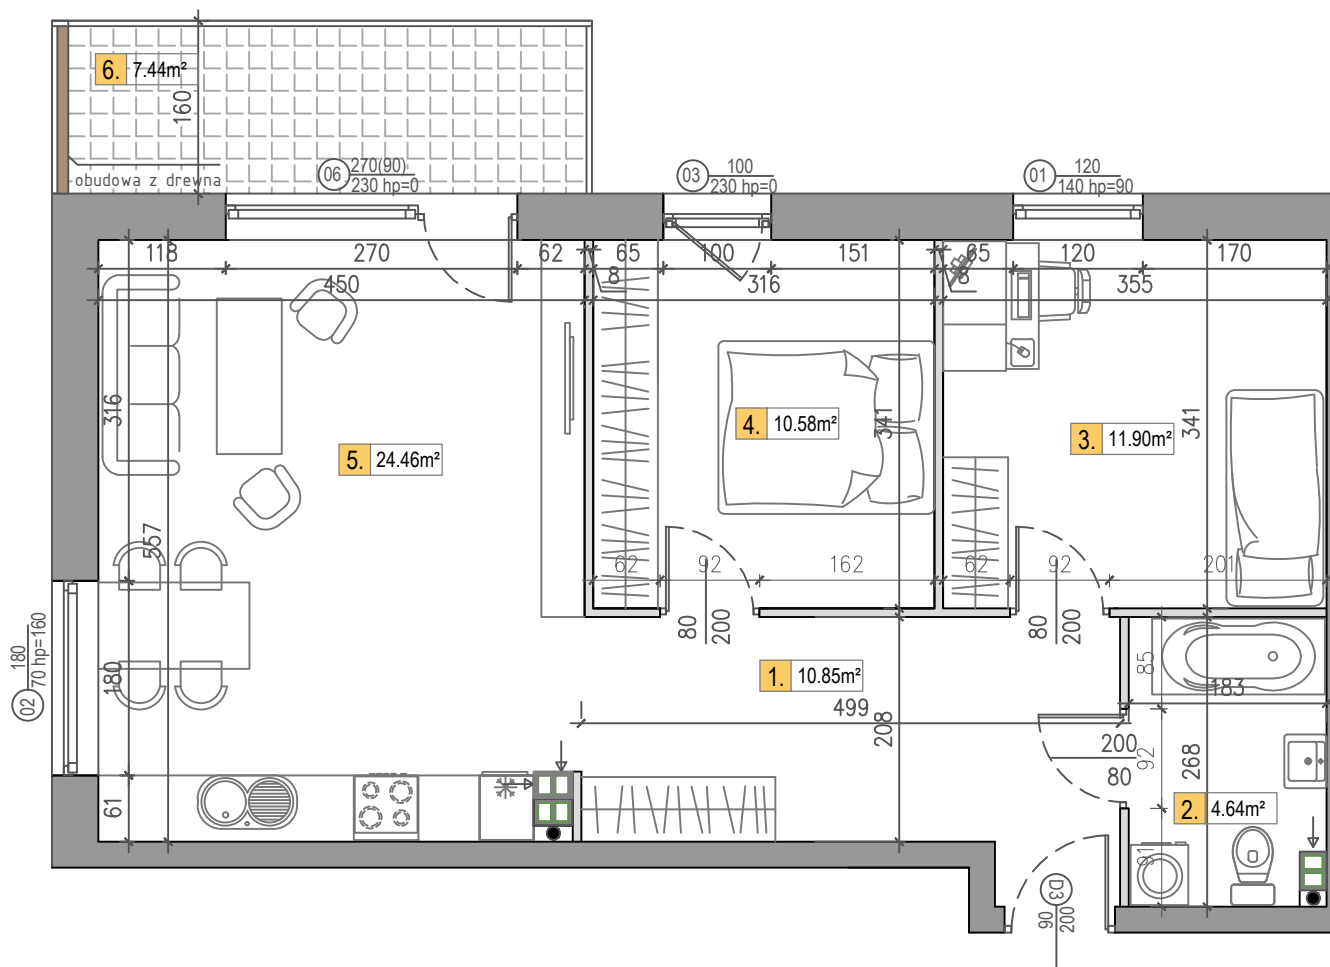 6. 7.44m²
160
obudowa z drewna
06 270(90)
230 hp=0
03 100
230 hp=0
01 120
140 hp=90
118 270 62 65 100 151 65 120 170
450 8 316 8 355
316
341
341
4. 10.58m²
3. 11.90m²
5. 24.46m²
557
62 92 162 62 92 201
80 200
80 200
02 180
70 hp=160
180
1. 10.85m²
85
183
499
208
200
80
92
268
61
2. 4.64m²
91
D3
90
200